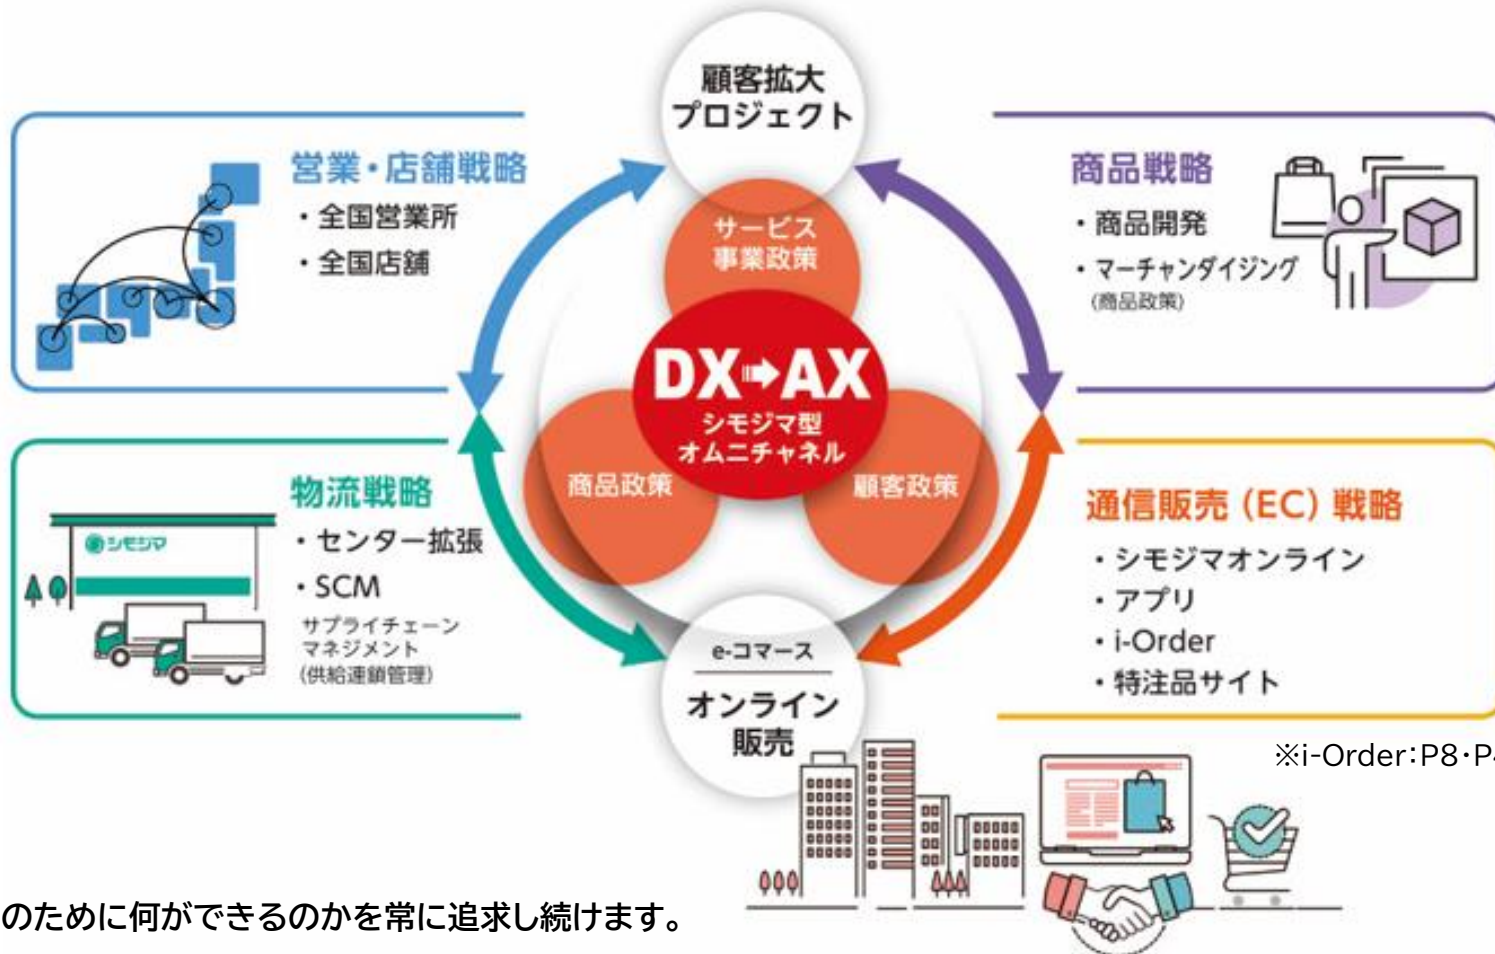 顧客拡大
プロジェクト
営業・店舗戦略
・全国営業所
・全国店舗
商品戦略
・商品開発
・マーチャンダイジング
(商品政策)
サービス
事業政策
DX➡AX
シモジマ型
オムニチャネル
商品政策
顧客政策
物流戦略
・センター拡張
・SCM
サプライチェーン
マネジメント
(供給連鎖管理)
シモジマ
通信販売(EC)戦略
・シモジマオンライン
・アプリ
・i-Order
・特注品サイト
e-コマース
オンライン
販売
※i-Order:P8・P
のために何ができるのかを常に追求し続けます。